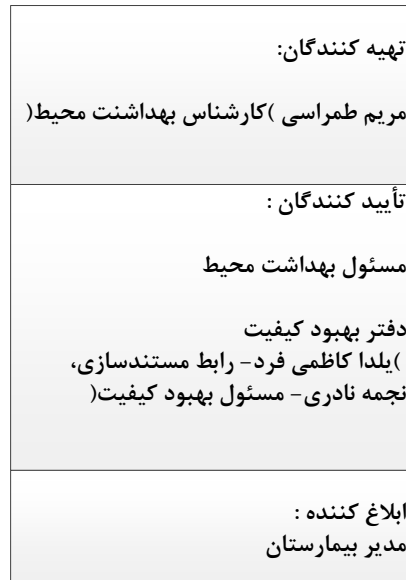 تهیه کنندگان:
مریم طمراسی )کارشناس بهداشنت محیط(
تأیید کنندگان :
مسئول بهداشت محیط
دفتر بهبود کیفیت
)یلدا کاظمی فرد- رابط مستندسازی،
نجمه نادری- مسئول بهبود کیفیت(
ابلاغ کننده :
مدیر بیمارستان